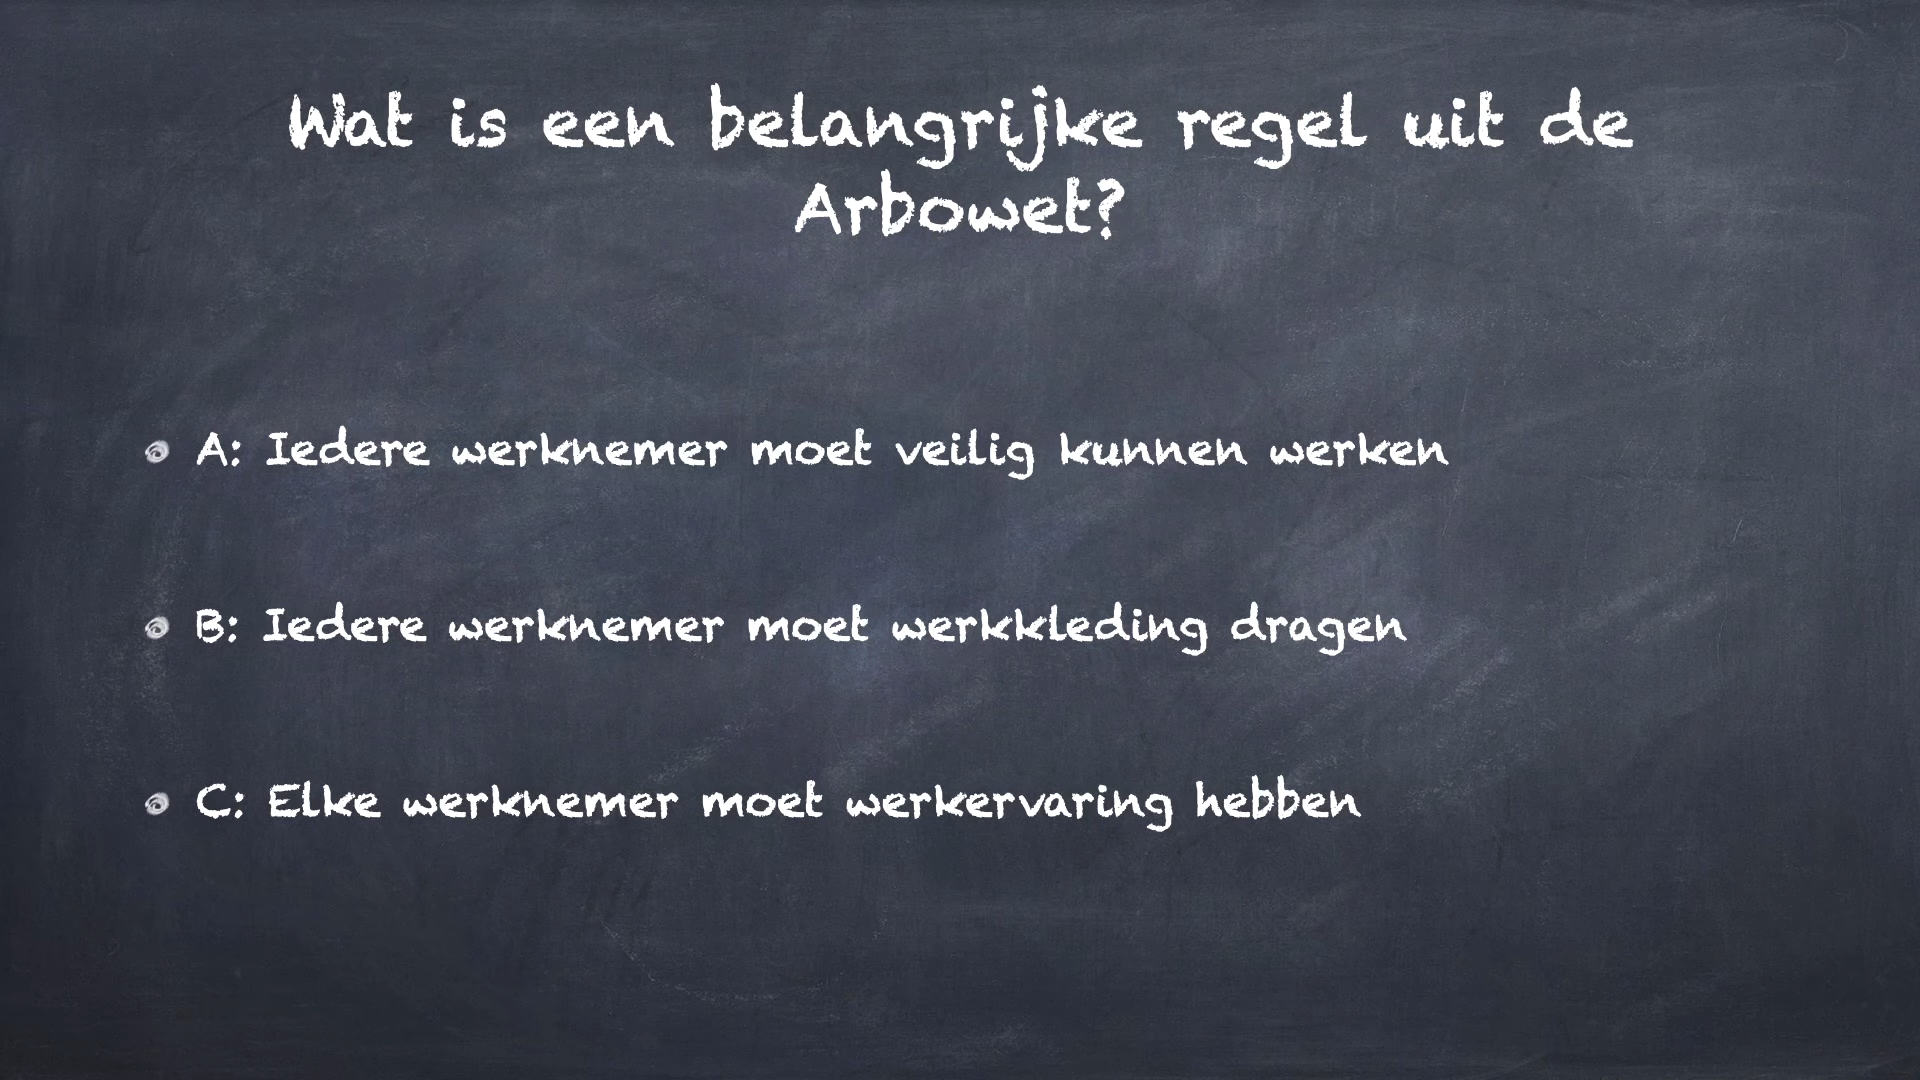 Wat is een belangrijke regel uit de
Arbowet?
A: Iedere werknemer moet veilig kunnen werken
B: Iedere werknemer moet werkkleding dragen
C: Elke werknemer moet werkervaring hebben